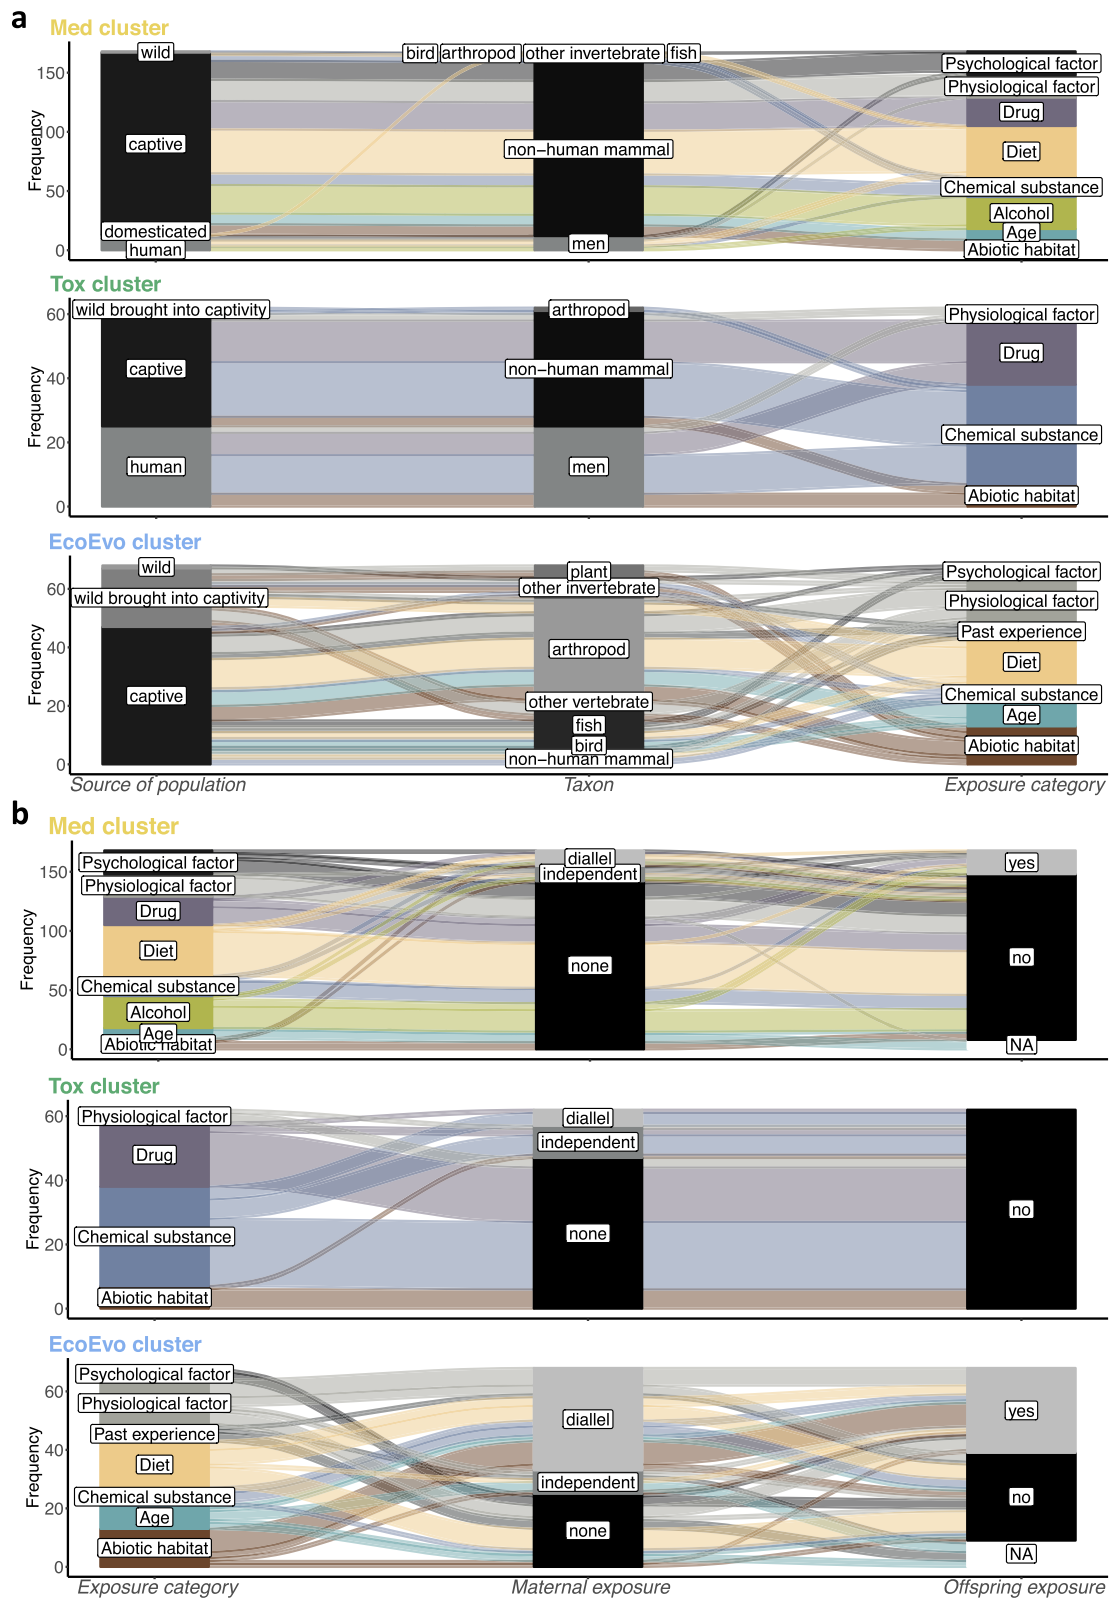 a
Med cluster
wild
bird
arthropod
other invertebrate
fish
Psychological factor
Physiological factor
Drug
captive
non−human mammal
Diet
Chemical substance
Alcohol
domesticated
Age
human
men
Abiotic habitat
Frequency
150
00
50
0
Tox cluster
wild brought into captivity
arthropod
Physiological factor
Drug
captive
non−human mammal
Chemical substance
human
men
Abiotic habitat
Frequency
60
40
20
0
EcoEvo cluster
wild
plant
Psychological factor
other invertebrate
wild brought into captivity
Physiological factor
Past experience
arthropod
Diet
captive
Chemical substance
other vertebrate
Age
fish
bird
Abiotic habitat
non−human mammal
Frequency
60
40
20
0
Source of population
Taxon
Exposure category
b
Med cluster
Psychological factor
diallel
yes
independent
Physiological factor
Drug
Diet
none
no
Chemical substance
Alcohol
Age
Abiotic habitat
NA
Frequency
150
100
50
0
Tox cluster
Physiological factor
diallel
independent
Drug
no
none
Chemical substance
Abiotic habitat
Frequency
60
40
20
0
EcoEvo cluster
Psychological factor
Physiological factor
yes
diallel
Past experience
Diet
independent
Chemical substance
no
Age
none
Abiotic habitat
NA
Frequency
60
40
20
0
Exposure category
Maternal exposure
Offspring exposure